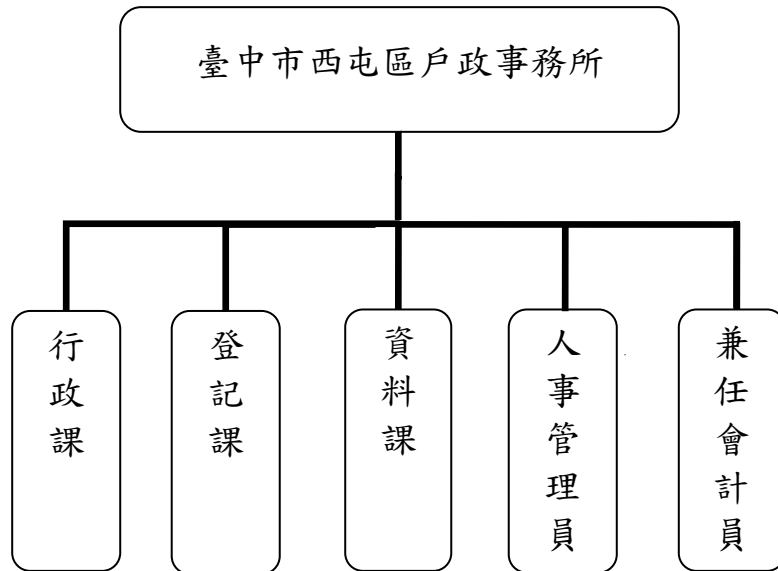 臺中市西屯區戶政事務所
行政課
登記課
資料課
人事管理員
兼任會計員